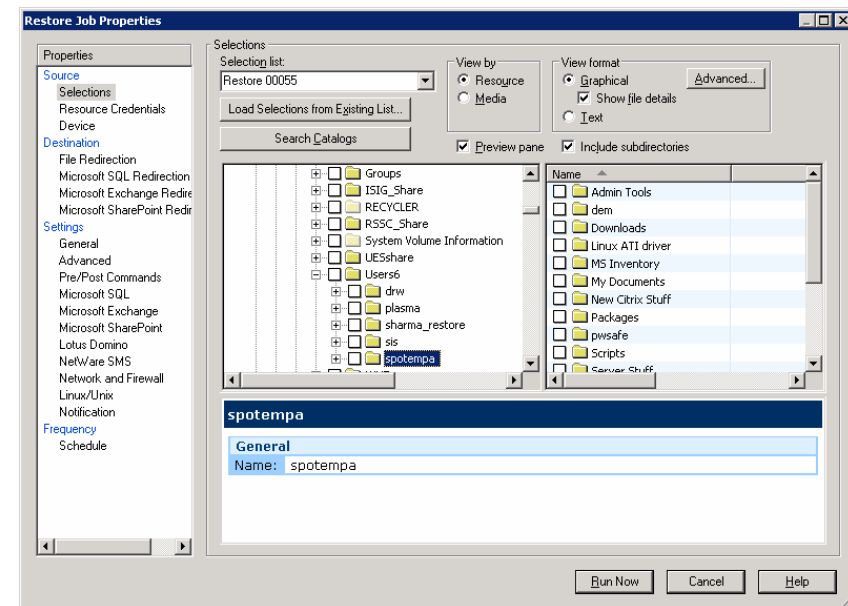 Restore Job Properties
Properties
Source
Selections
Resource Credentials
Device
Destination
File Redirection
Microsoft SQL Redirection
Microsoft Exchange Redire
Microsoft SharePoint Redir
Settings
General
Advanced
Pre/Post Commands
Microsoft SQL
Microsoft Exchange
Microsoft SharePoint
Lotus Domino
NetWare SMS
Network and Firewall
Linux/Unix
Notification
Frequency
Schedule
Selections
Selection list:
Restore 00055
Load Selections from Existing List...
Search Catalogs
View by
Resource
Media
Preview pane
View format
Graphical
Advanced...
Show file details
Text
Include subdirectories
Groups
ISIG_Share
RECYCLER
RSSC_Share
System Volume Information
UESshare
Users6
drw
plasma
sharma_restore
sis
spotempa
Name
Admin Tools
dem
Downloads
Linux ATI driver
MS Inventory
My Documents
New Citrix Stuff
Packages
pwsafe
Scripts
Server Stuff
spotempa
General
Name: spotempa
Run Now
Cancel
Help